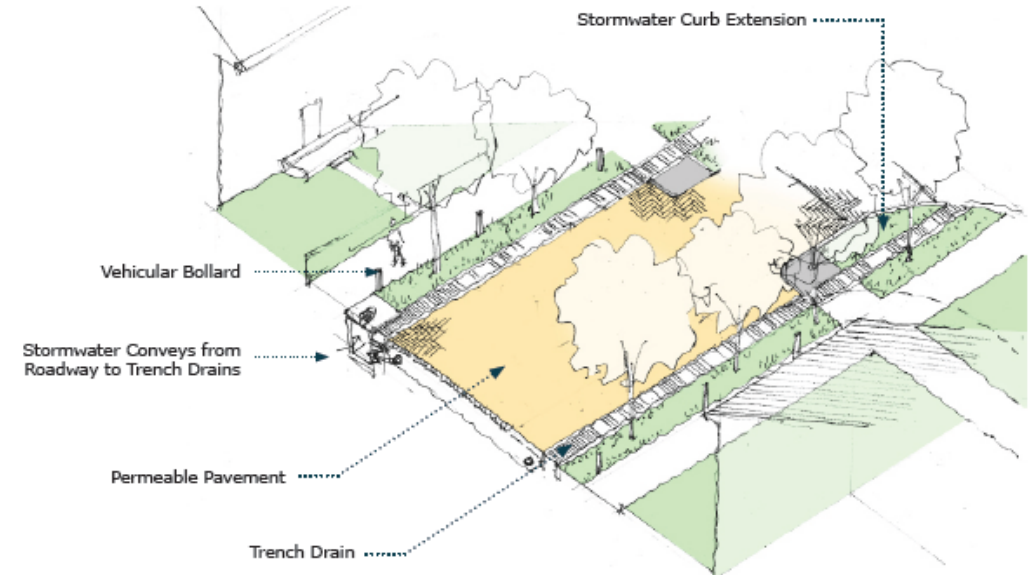 Stormwater Curb Extension
Vehicular Bollard
Stormwater Conveys from
Roadway to Trench Drains
Permeable Pavement
Trench Drain